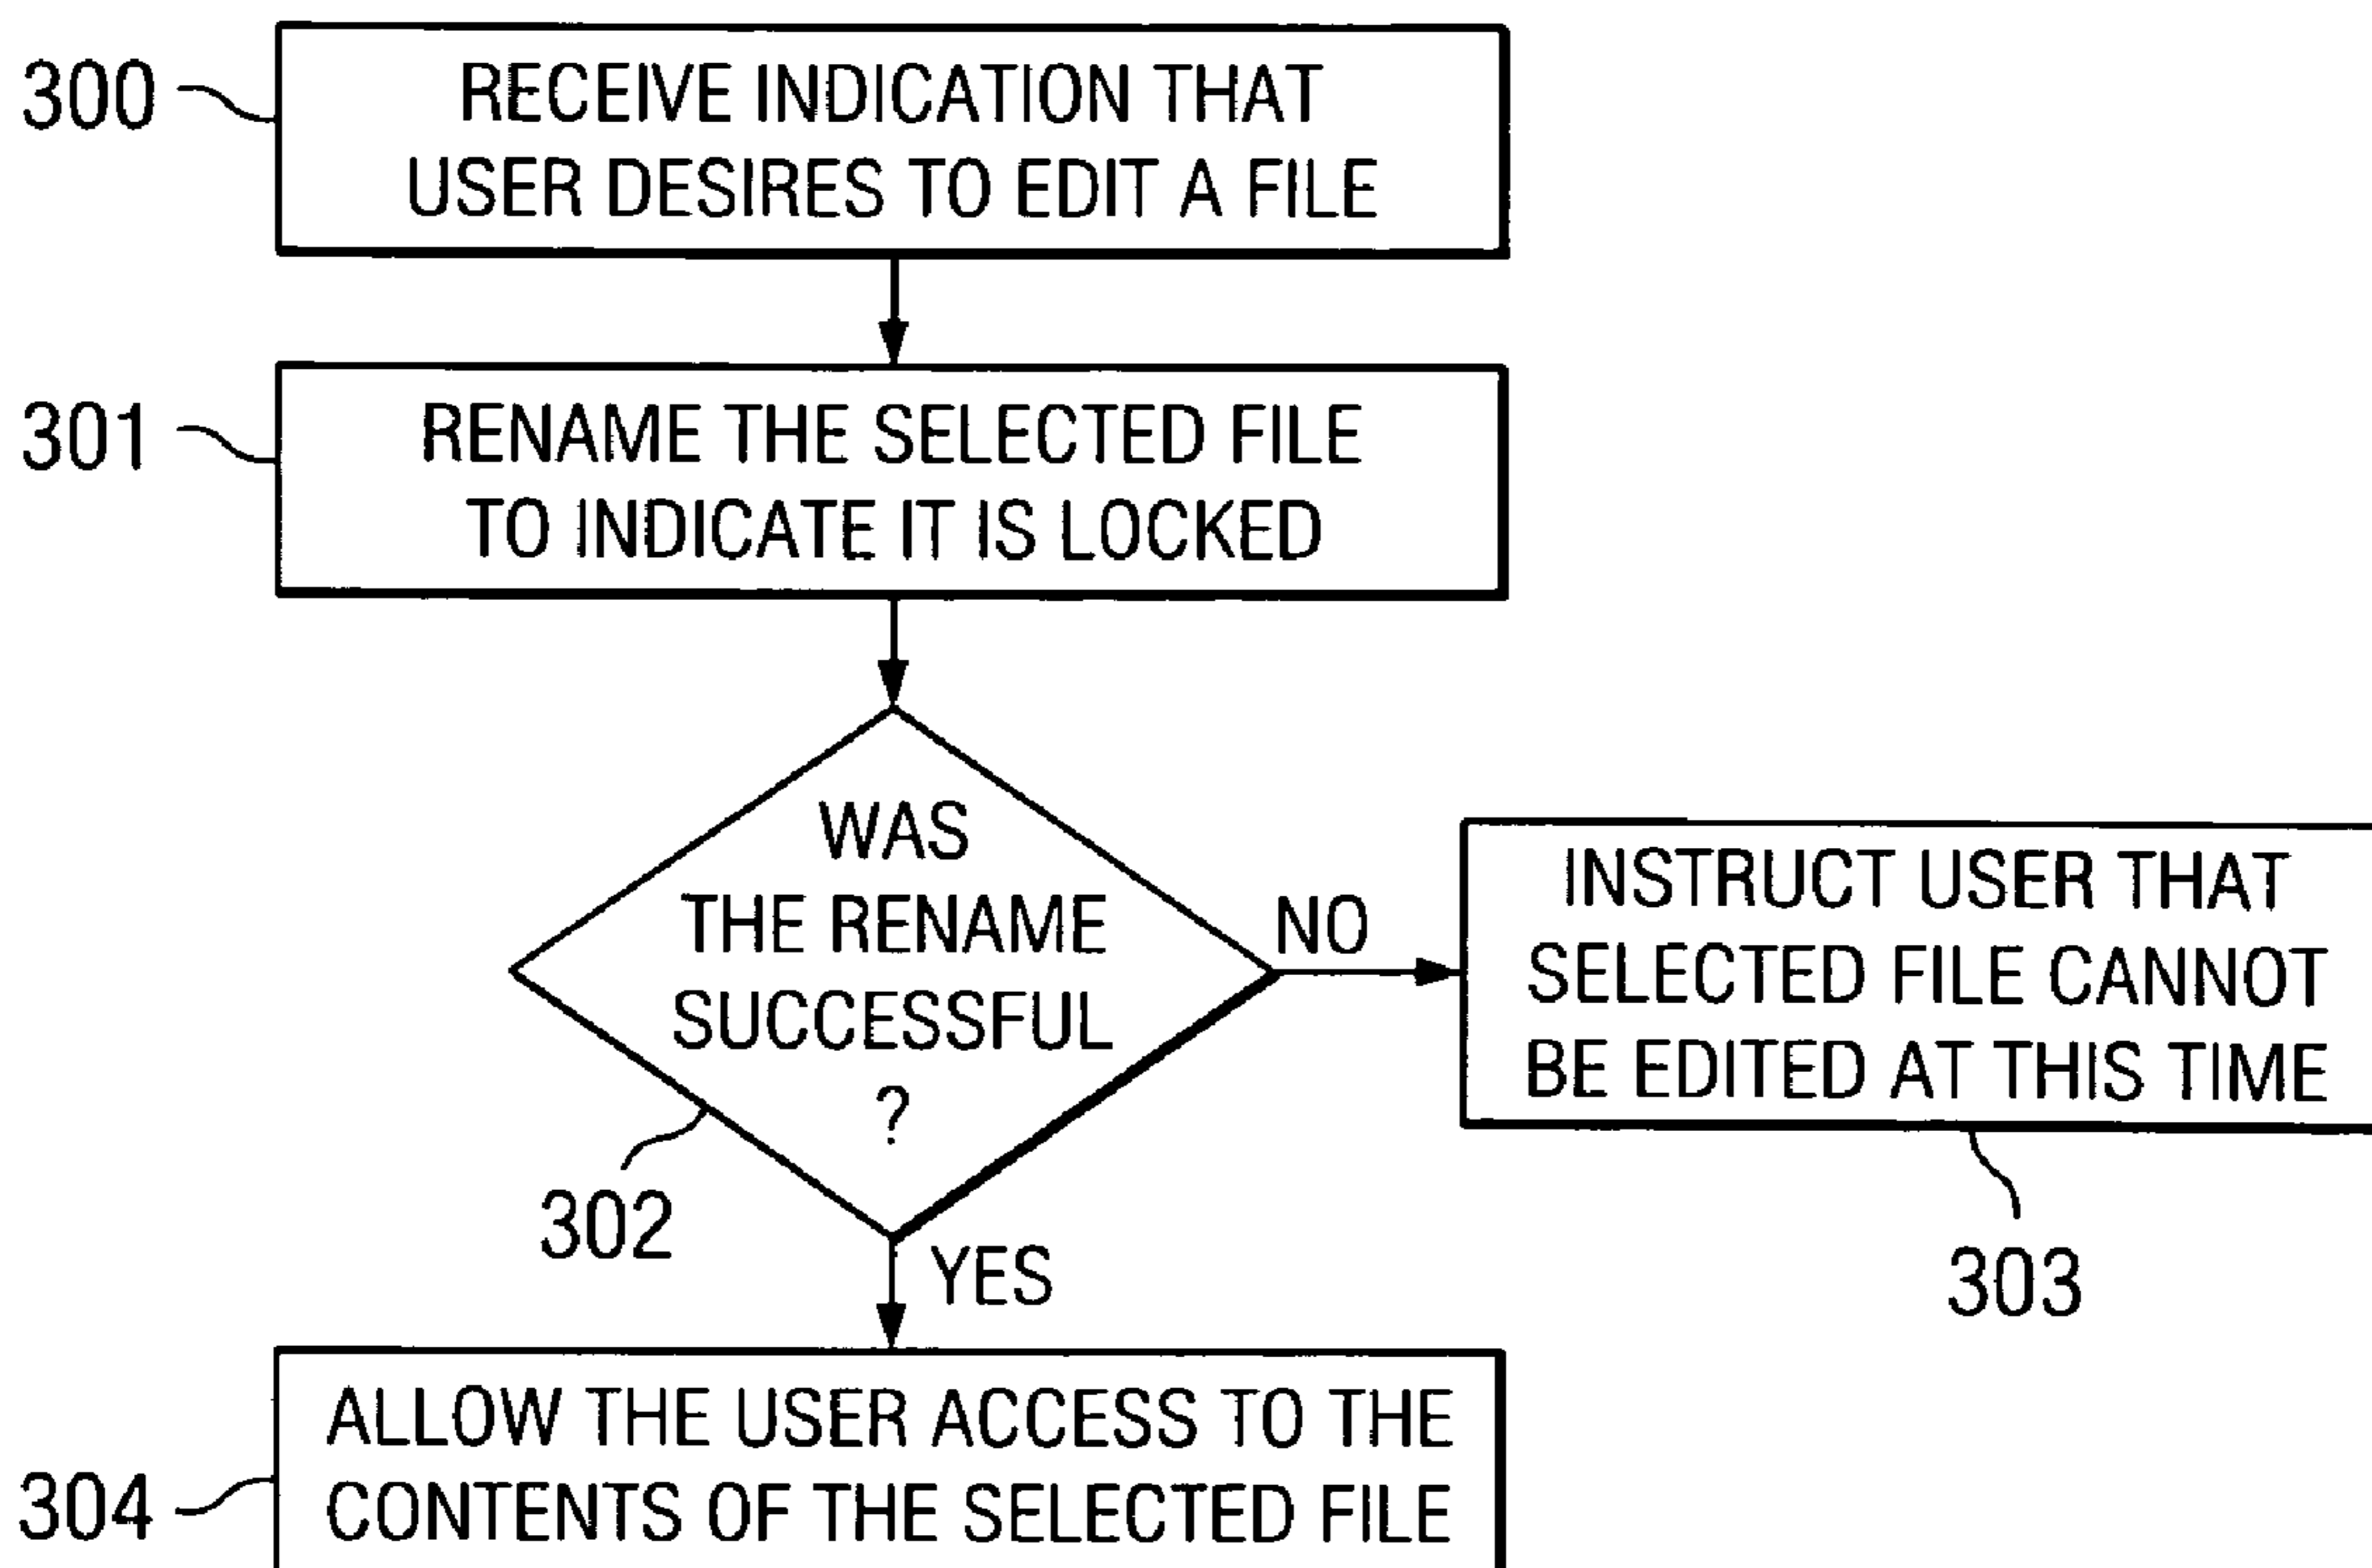 300
RECEIVE INDICATION THAT
USER DESIRES TO EDIT A FILE
301
RENAME THE SELECTED FILE
TO INDICATE IT IS LOCKED
WAS
THE RENAME
SUCCESSFUL
?
302
NO
INSTRUCT USER THAT
SELECTED FILE CANNOT
BE EDITED AT THIS TIME
303
YES
304
ALLOW THE USER ACCESS TO THE
CONTENTS OF THE SELECTED FILE